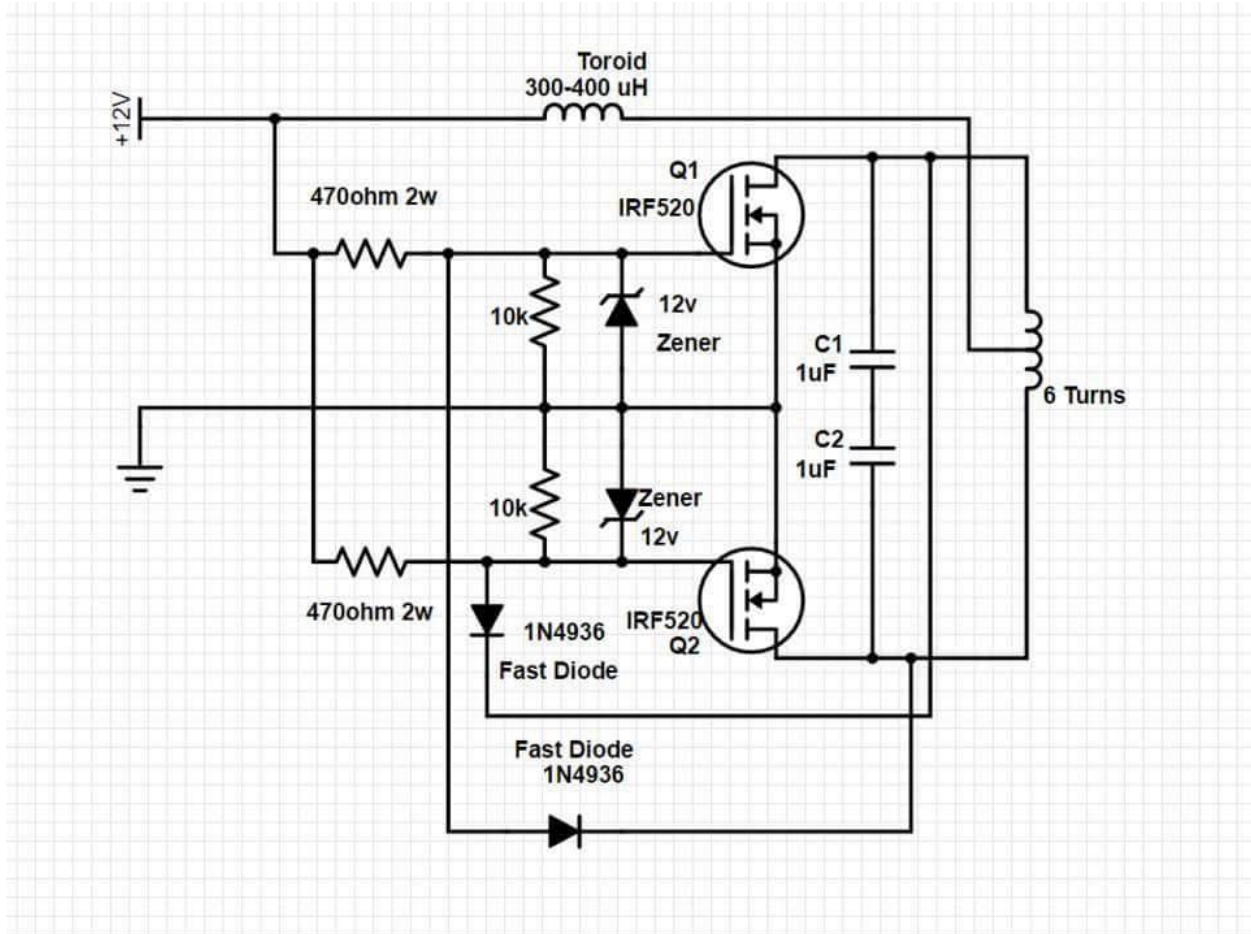 Toroid
300-400 uH
+12V
Q1
470ohm 2w
IRF520
12v
10k
Zener
C1
1uF
6 Turns
C2
1uF
Zener
10k
12v
470ohm 2w
1N4936
IRF520
Q2
Fast Diode
Fast Diode
1N4936